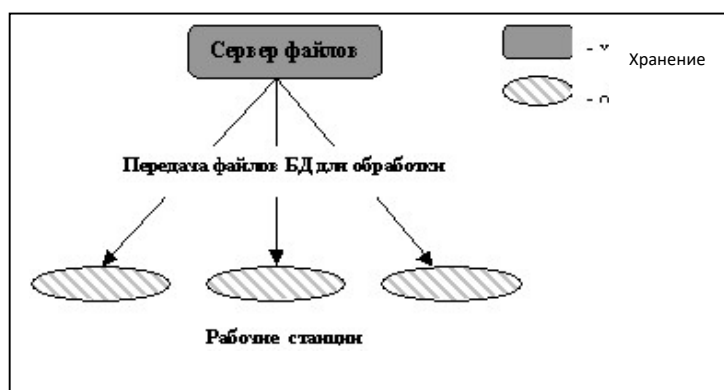 Сервер файлов
Хранение
Передача файлов БД для обработки
Рабочие станции